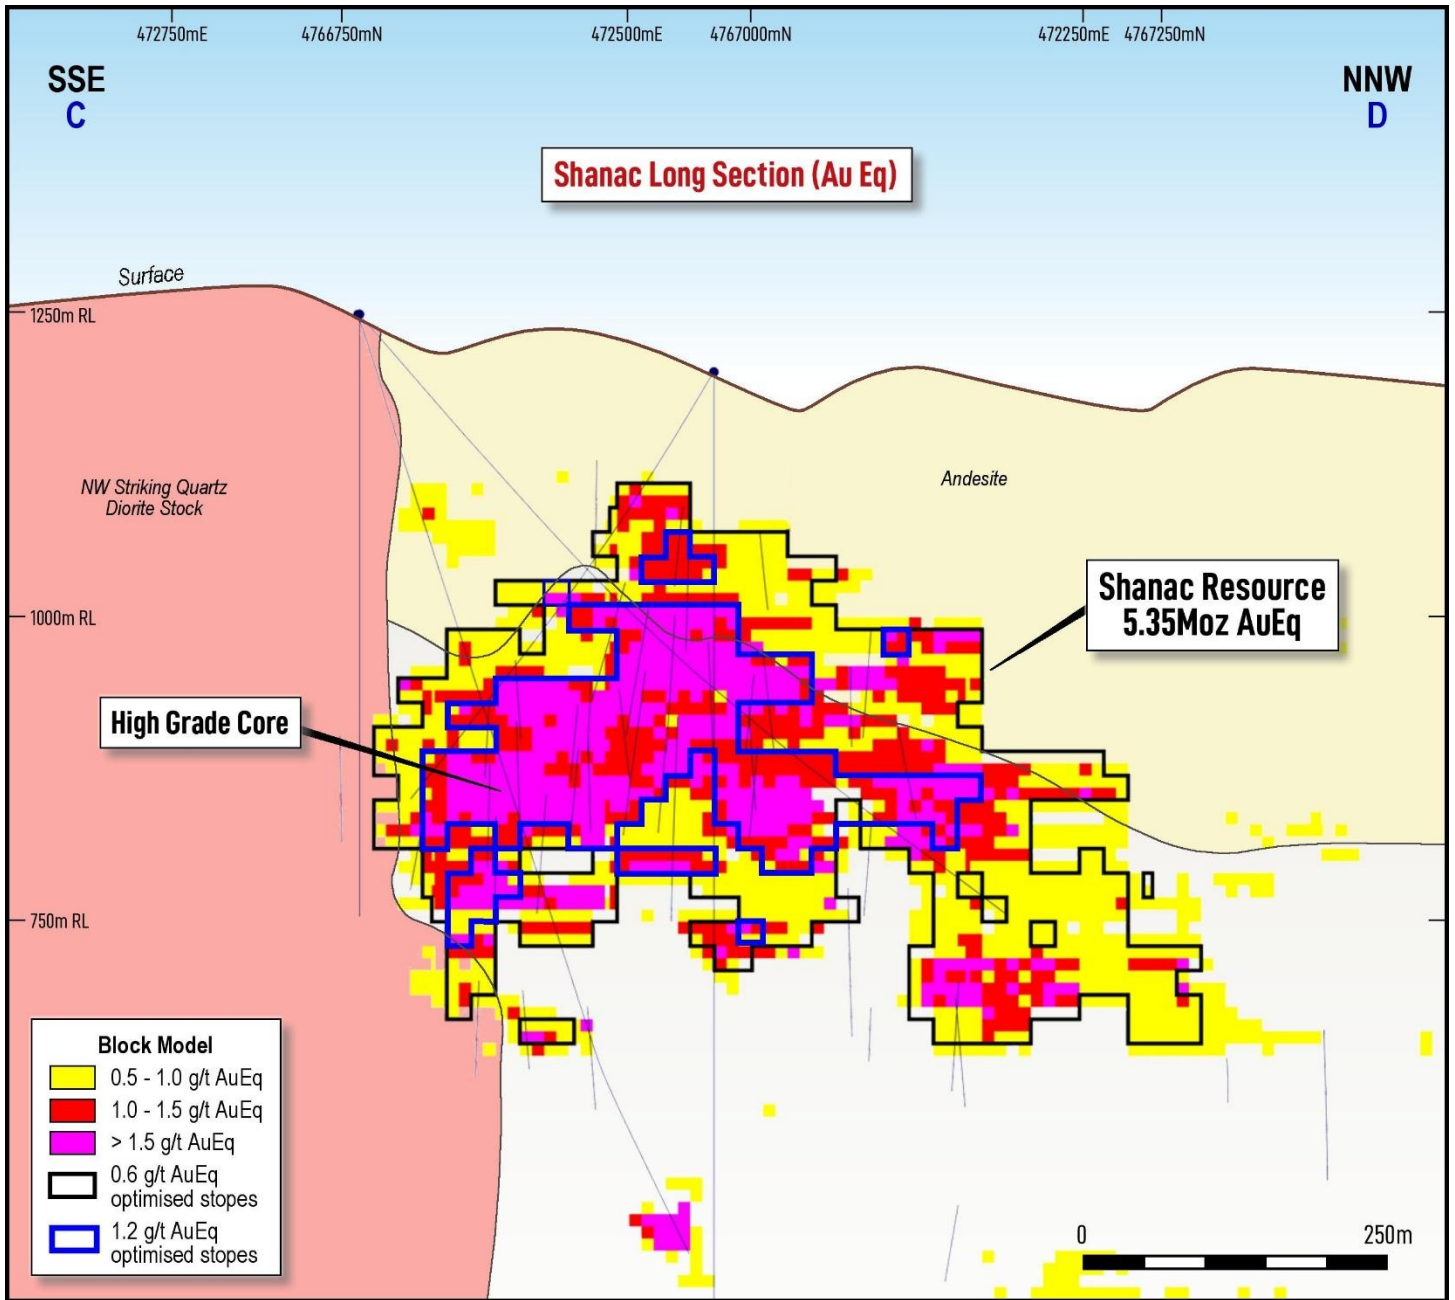 472750mE
4766750mN
472500mE
4767000mN
472250mE
4767250mN
SSE
C
NNW
D
Shanac Long Section (Au Eq)
Surface
1250m RL
NW Striking Quartz
Diorite Stock
Andesite
Shanac Resource
5.35Moz AuEq
1000m RL
High Grade Core
750m RL
Block Model
0.5 - 1.0 g/t AuEq
1.0 - 1.5 g/t AuEq
> 1.5 g/t AuEq
0.6 g/t AuEq
optimised stopes
1.2 g/t AuEq
optimised stopes
0
250m